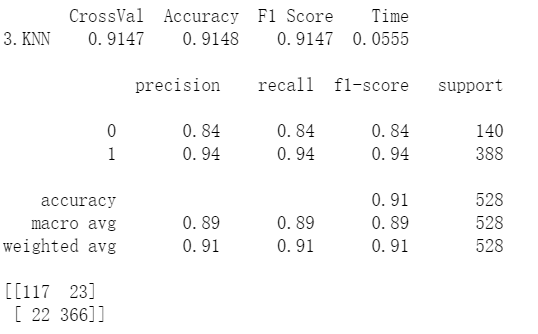 CrossVal Accuracy F1 Score Time
3.KNN 0.9147 0.9148 0.9147 0.0555
precision recall f1-score support
0 0.84 0.84 0.84 140
1 0.94 0.94 0.94 388
accuracy 0.91 528
macro avg 0.89 0.89 0.89 528
weighted avg 0.91 0.91 0.91 528
[[117 23]
[ 22 366]]